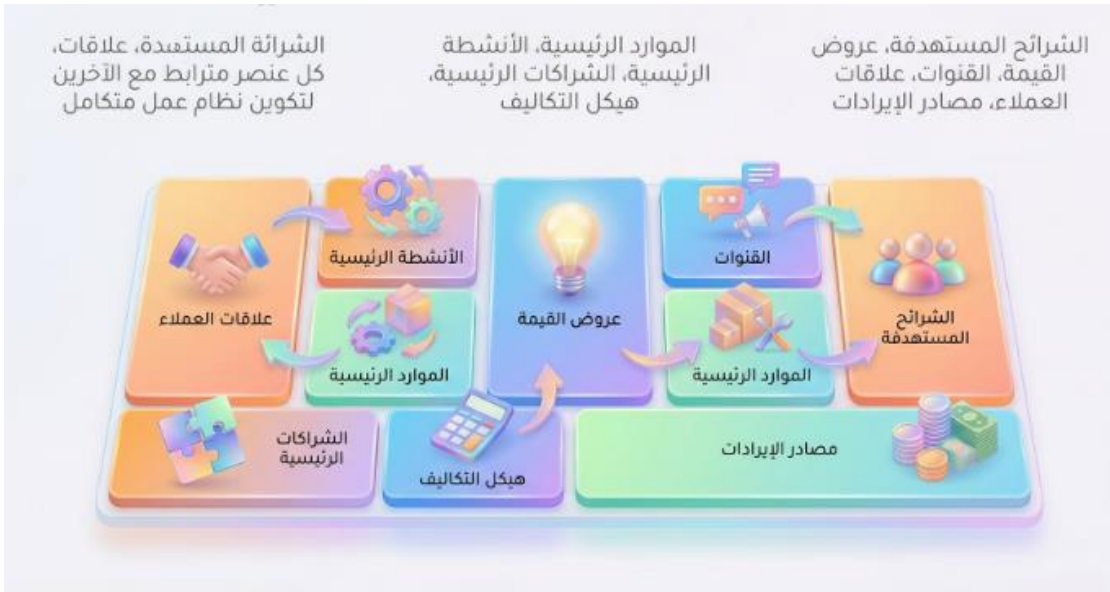 الشرائح المستهدفة، عروض
القيمة، القنوات، علاقات
العملاء، مصادر الإيرادات
الموارد الرئيسية، الأنشطة
الرئيسية، الشراكات الرئيسية،
هيكل التكاليف
الشرائة المستهدة، علاقات،
كل عنصر مترابط مع الآخرين
لتكوين نظام عمل متكامل
القنوات
الأنشطة الرئيسية
الشرائح
المستهدفة
عروض القيمة
علاقات العملاء
الموارد الرئيسية
الموارد الرئيسية
مصادر الإيرادات
الشراكات
الرئيسية
هيكل التكاليف